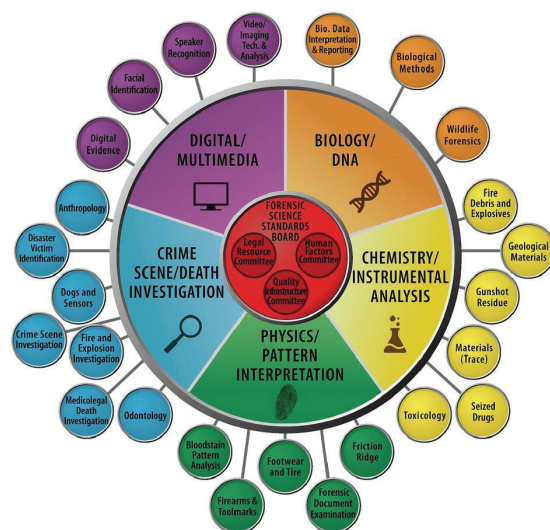 Video/
Imaging
Tech. &
Analysis
Bio. Data
Interpretation
& Reporting
Speaker
Recognition
Biological
Methods
Facial
Identification
Wildlife
Forensics
Digital
Evidence
DIGITAL/
MULTIMEDIA
BIOLOGY/
DNA
Anthropology
Fire
Debris and
Explosives
FORENSIC
SCIENCE
STANDARDS
BOARD
Legal
Resource
Committee
Human
Factors
Committee
Quality
Infrastructure
Committee
Disaster
Victim
Identification
Geological
Materials
CRIME
SCENE/DEATH
INVESTIGATION
CHEMISTRY/
INSTRUMENTAL
ANALYSIS
Dogs and
Sensors
Gunshot
Residue
Crime Scene
Investigation
Fire and
Explosion
Investigation
Materials
(Trace)
PHYSICS/
PATTERN
INTERPRETATION
Medicolegal
Death
Investigation
Odontology
Toxicology
Seized
Drugs
Bloodstain
Pattern
Analysis
Footwear
and Tire
Friction
Ridge
Firearms &
Toolmarks
Forensic
Document
Examination